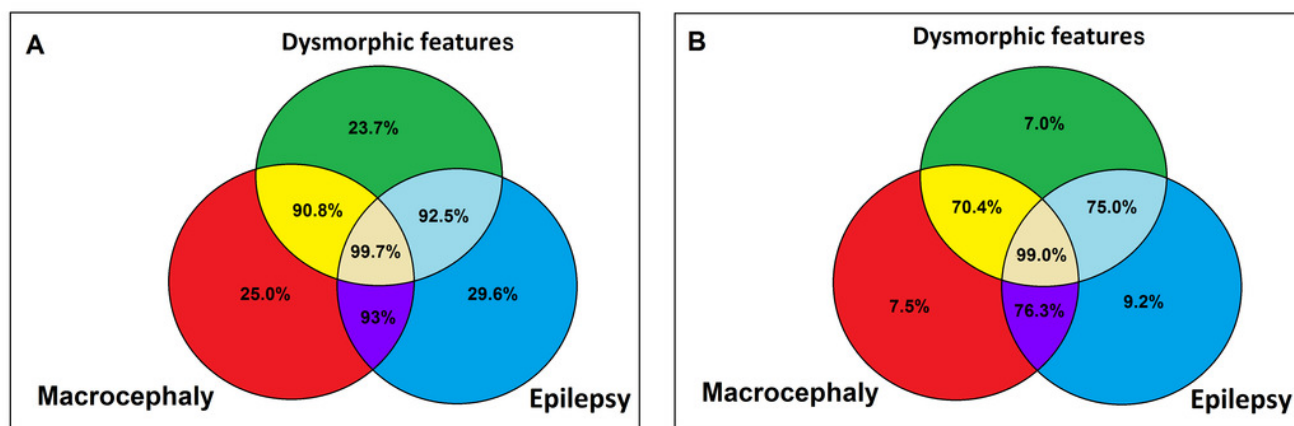 A
Dysmorphic features
23.7%
90.8%
92.5%
99.7%
25.0%
93%
29.6%
Macrocephaly
Epilepsy
B
Dysmorphic features
7.0%
70.4%
75.0%
99.0%
7.5%
76.3%
9.2%
Macrocephaly
Epilepsy